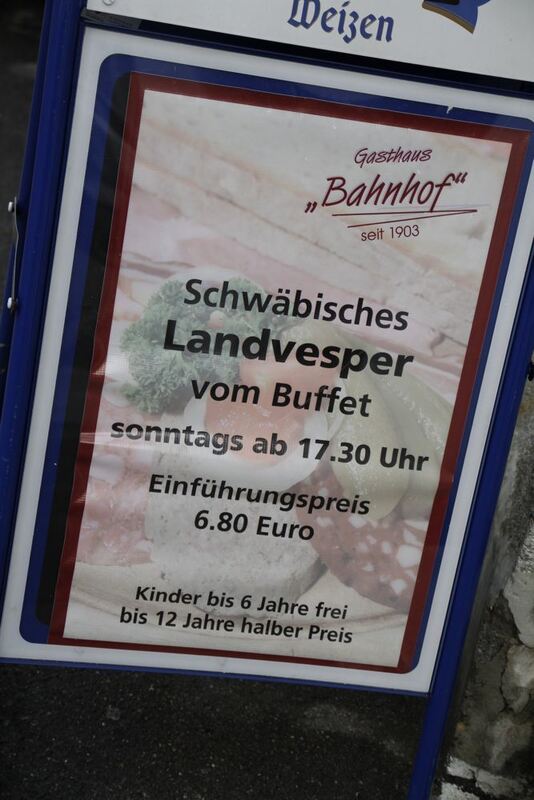 Weizen
Gasthaus
„Bahnhof“
seit 1903
Schwäbisches
Landvesper
vom Buffet
sonntags ab 17.30 Uhr
Einführungspreis
6.80 Euro
Kinder bis 6 Jahre frei
bis 12 Jahre halber Preis